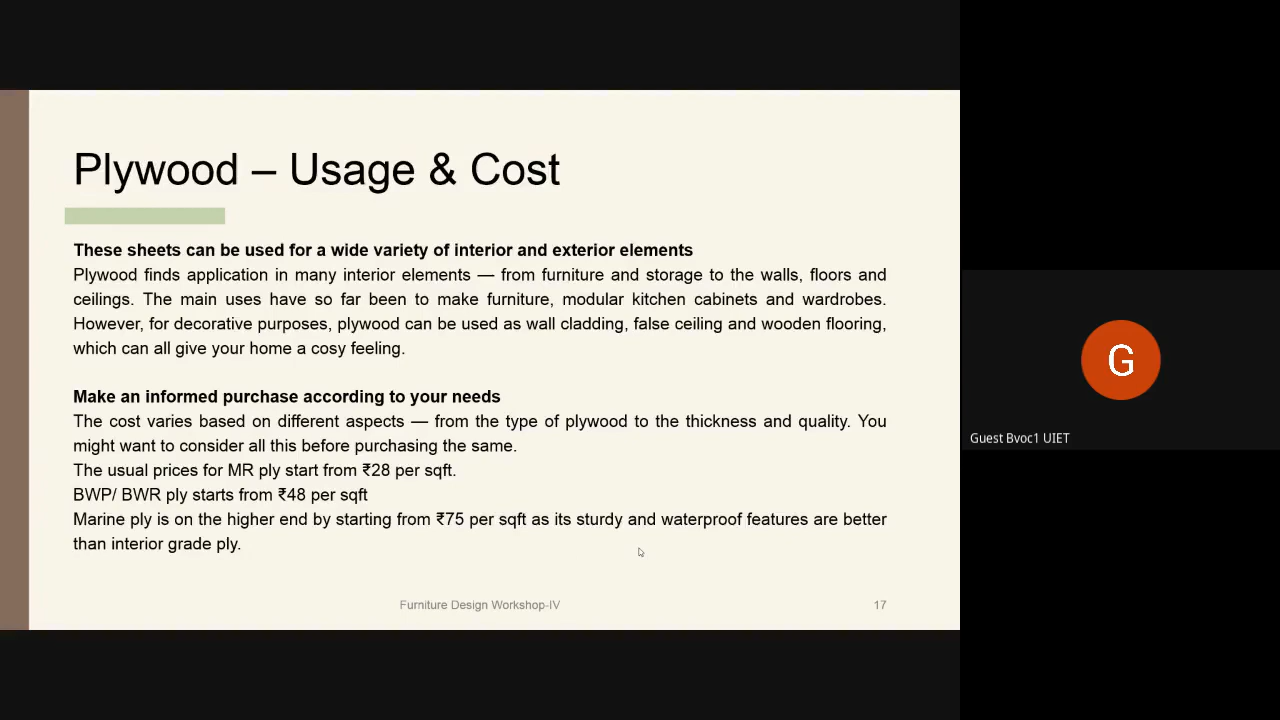 Plywood – Usage & Cost
These sheets can be used for a wide variety of interior and exterior elements
Plywood finds application in many interior elements — from furniture and storage to the walls, floors and
ceilings. The main uses have so far been to make furniture, modular kitchen cabinets and wardrobes.
However, for decorative purposes, plywood can be used as wall cladding, false ceiling and wooden flooring,
which can all give your home a cosy feeling.
Make an informed purchase according to your needs
The cost varies based on different aspects — from the type of plywood to the thickness and quality. You
might want to consider all this before purchasing the same.
The usual prices for MR ply start from ₹28 per sqft.
BWP/ BWR ply starts from ₹48 per sqft
Marine ply is on the higher end by starting from ₹75 per sqft as its sturdy and waterproof features are better
than interior grade ply.
Furniture Design Workshop-IV
17
G
Guest Bvoc1 UIET